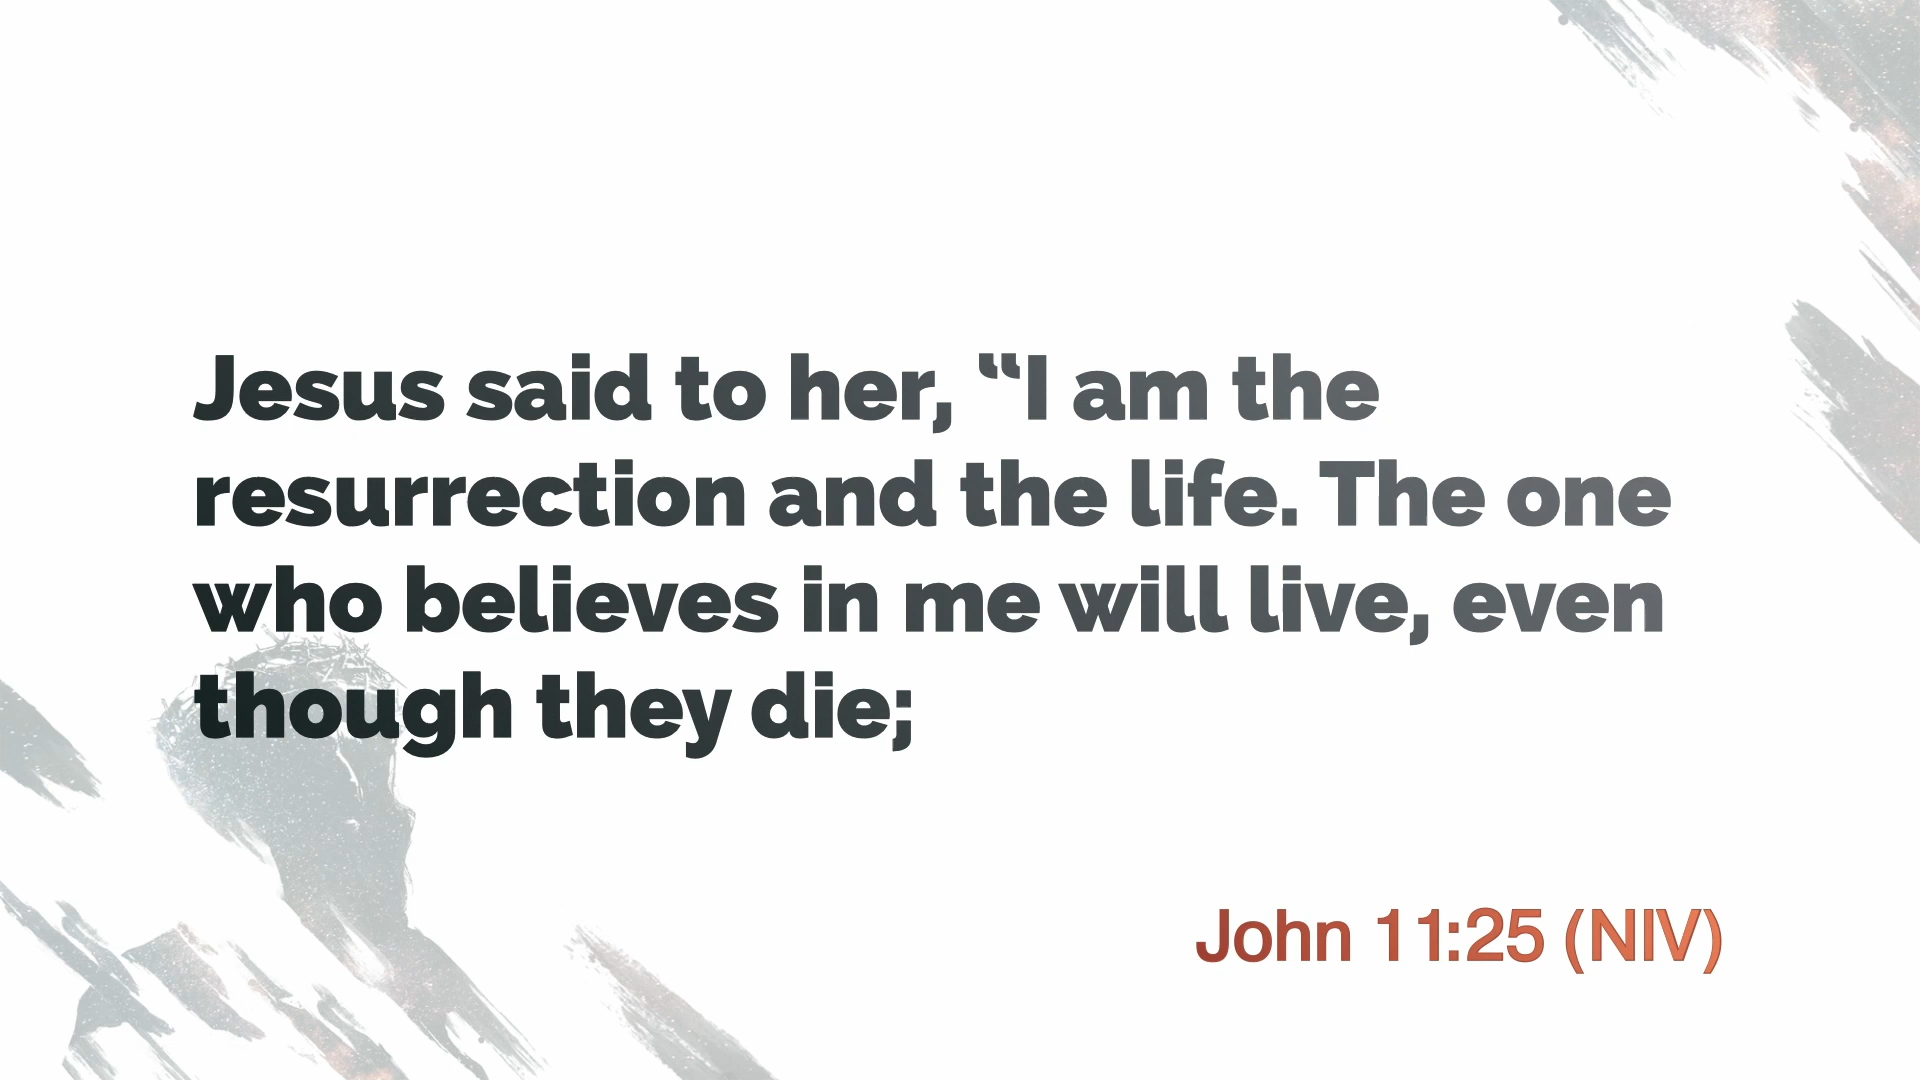 Jesus said to her, “I am the
resurrection and the life. The one
who believes in me will live, even
though they die;
John 11:25 (NIV)